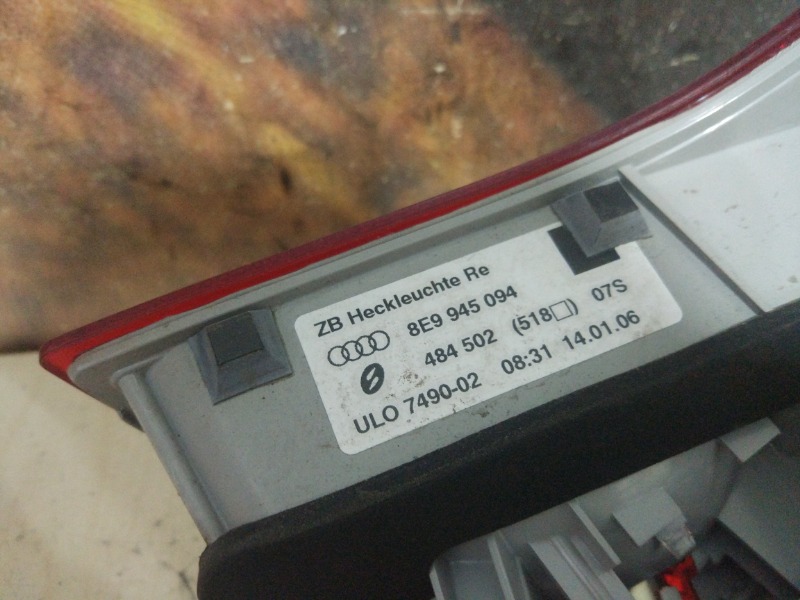 ZB Heckleuchte Re
8E9 945 094
484 502 (518□) 07S
ULO 7490-02 08:31 14.01.06